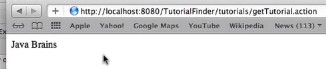 http://localhost:8080/TutorialFinder/tutorials/getTutorial.action
Apple Yahoo! Google Maps YouTube Wikipedia News (113)
Java Brains